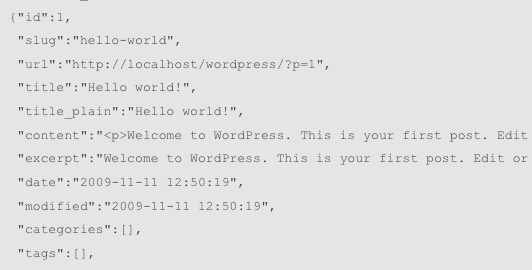 {"id":1,
"slug":"hello-world",
"url":"http://localhost/wordpress/?p=1",
"title":"Hello world!",
"title_plain":"Hello world!",
"content":"<p>Welcome to WordPress. This is your first post. Edit
"excerpt":"Welcome to WordPress. This is your first post. Edit or
"date":"2009-11-11 12:50:19",
"modified":"2009-11-11 12:50:19",
"categories":[],
"tags":[],